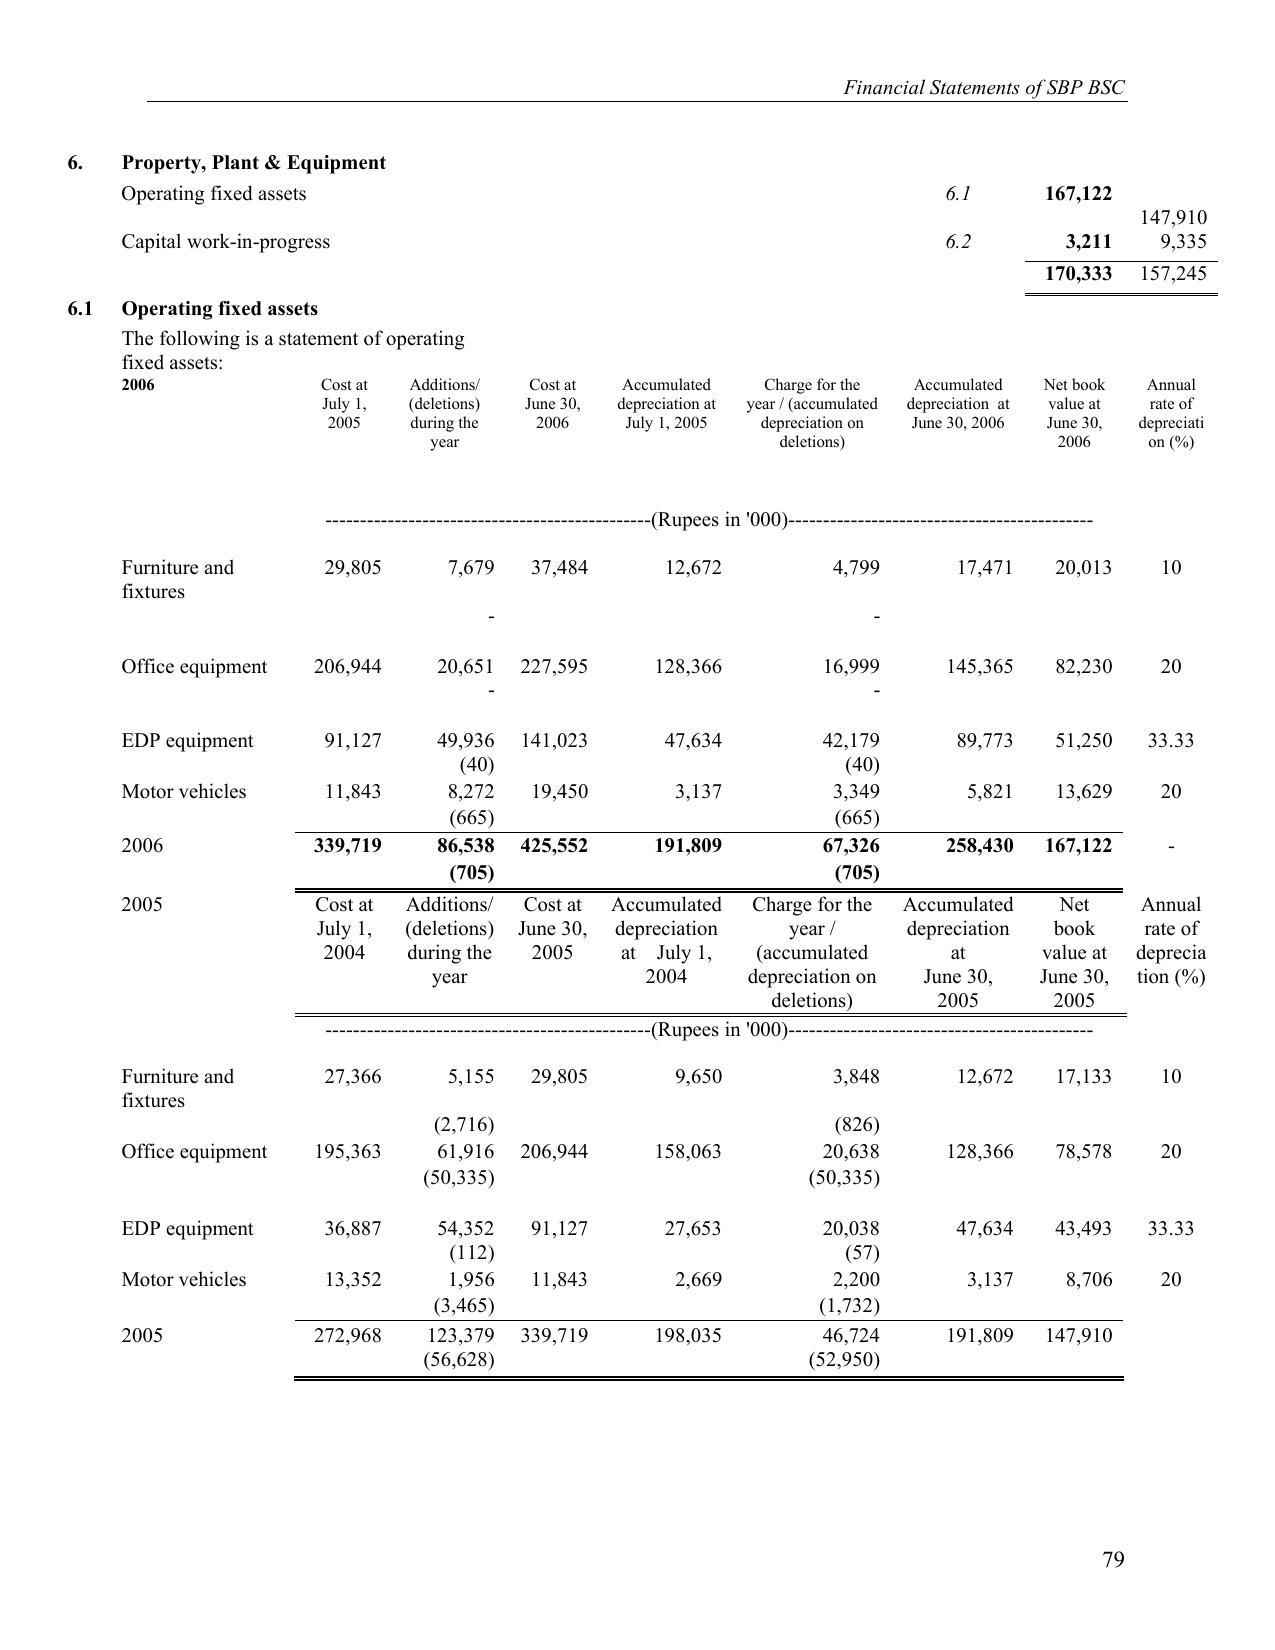 Financial Statements of SBP BSC
6. Property, Plant & Equipment
Operating fixed assets 6.1 167,122
147,910
Capital work-in-progress 6.2 3,211 9,335
170,333 157,245
6.1 Operating fixed assets
The following is a statement of operating
fixed assets:
2006 Cost at Additions/ Cost at Accumulated Charge for the Accumulated Net book Annual
July 1, (deletions) June 30, depreciation at year / (accumulated depreciation at value at rate of
2005 during the 2006 July 1, 2005 depreciation on June 30, 2006 June 30, depreciati
year deletions) 2006 on (%)
-----------------------------------------------(Rupees in '000)--------------------------------------------
Furniture and 29,805 7,679 37,484 12,672 4,799 17,471 20,013 10
fixtures
- -
Office equipment 206,944 20,651 227,595 128,366 16,999 145,365 82,230 20
- -
EDP equipment 91,127 49,936 141,023 47,634 42,179 89,773 51,250 33.33
(40) (40)
Motor vehicles 11,843 8,272 19,450 3,137 3,349 5,821 13,629 20
(665) (665)
2006 339,719 86,538 425,552 191,809 67,326 258,430 167,122 -
(705) (705)
2005 Cost at Additions/ Cost at Accumulated Charge for the Accumulated Net Annual
July 1, (deletions) June 30, depreciation year / depreciation book rate of
2004 during the 2005 at July 1, (accumulated at value at deprecia
year 2004 depreciation on June 30, June 30, tion (%)
deletions) 2005 2005
-----------------------------------------------(Rupees in '000)--------------------------------------------
Furniture and 27,366 5,155 29,805 9,650 3,848 12,672 17,133 10
fixtures
(2,716) (826)
Office equipment 195,363 61,916 206,944 158,063 20,638 128,366 78,578 20
(50,335) (50,335)
EDP equipment 36,887 54,352 91,127 27,653 20,038 47,634 43,493 33.33
(112) (57)
Motor vehicles 13,352 1,956 11,843 2,669 2,200 3,137 8,706 20
(3,465) (1,732)
2005 272,968 123,379 339,719 198,035 46,724 191,809 147,910
(56,628) (52,950)
79